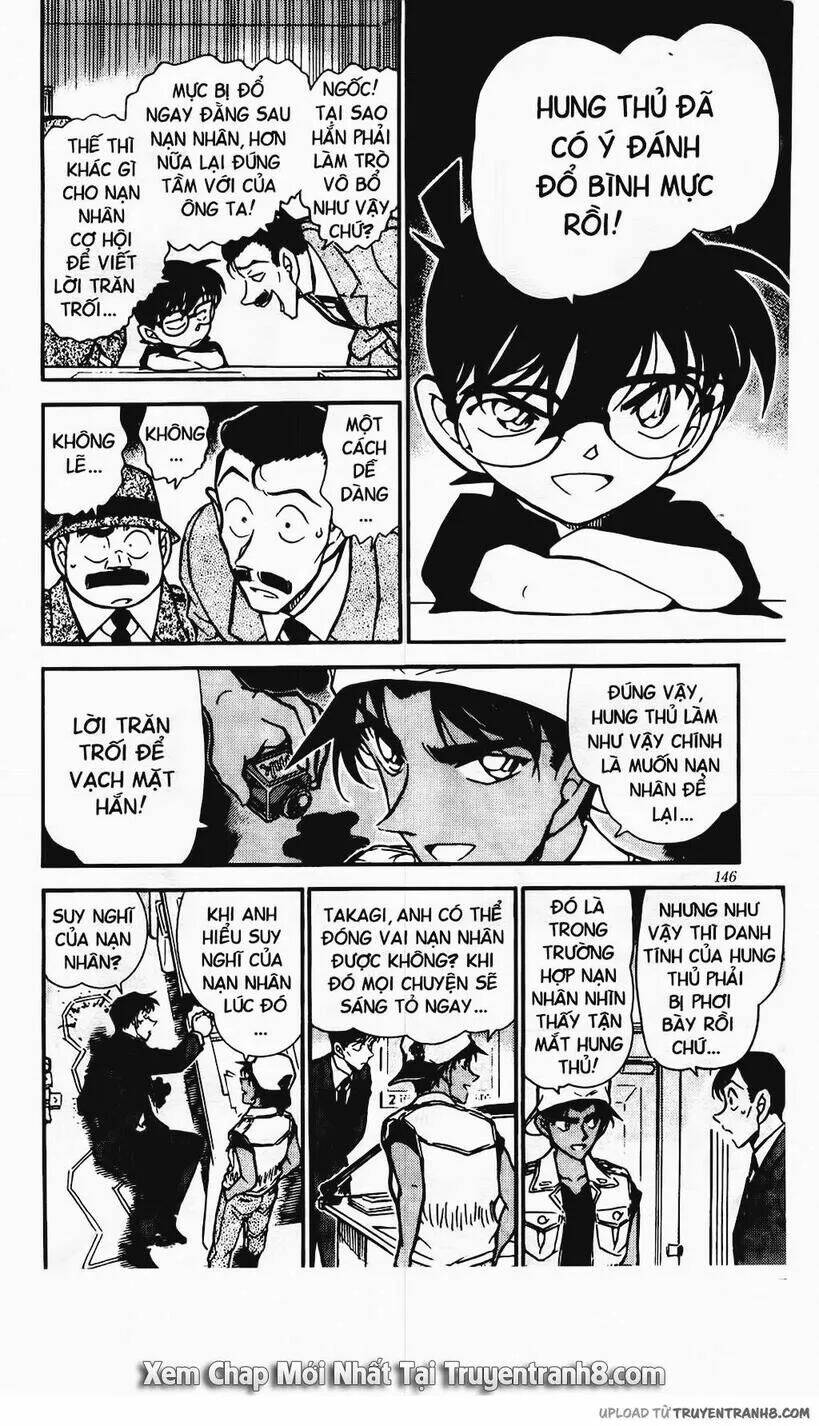 HUNG THỦ ĐÃ
CÓ Ý ĐÁNH
ĐỔ BÌNH MỰC
RỒI!
NGỐC!
TẠI SAO
HẮN PHẢI
LÀM TRÒ
VÔ BỔ
NHƯ VẬY
CHỨ?
MỰC BỊ ĐỔ
NGAY ĐẰNG SAU
NẠN NHÂN, HƠN
NỮA LẠI ĐÚNG
TẦM VỚI CỦA
ÔNG TA!
THẾ THÌ
KHÁC GÌ
CHO NẠN
NHÂN
CƠ HỘI
ĐỂ VIẾT
LỜI TRĂN
TRỐI...
MỘT
CÁCH
DỄ
DÀNG
...
KHÔNG
...
KHÔNG
LẼ...
ĐÚNG VẬY,
HUNG THỦ LÀM
NHƯ VẬY CHÍNH
LÀ MUỐN NẠN
NHÂN ĐỂ
LẠI...
LỜI TRĂN
TRỐI ĐỂ
VẠCH MẶT
HẮN!
146
NHƯNG NHƯ
VẬY THÌ DANH
TÍNH CỦA HUNG
THỦ PHẢI
BỊ PHƠI
BÀY RỒI
CHỨ...
ĐÓ LÀ
TRONG
TRƯỜNG
HỢP NẠN
NHÂN NHÌN
THẤY TẬN
MẮT HUNG
THỦ!
TAKAGI, ANH CÓ THỂ
ĐÓNG VAI NẠN NHÂN
ĐƯỢC KHÔNG? KHI
ĐÓ MỌI CHUYỆN SẼ
SÁNG TỎ NGAY...
2
KHI ANH
HIỂU SUY
NGHĨ CỦA
NẠN NHÂN
LÚC ĐÓ
...
SUY NGHĨ
CỦA NẠN
NHÂN?
Xem Chap Mới Nhất Tại Truyentranh8.com
UPLOAD TỪ TRUYENTRANH8.COM